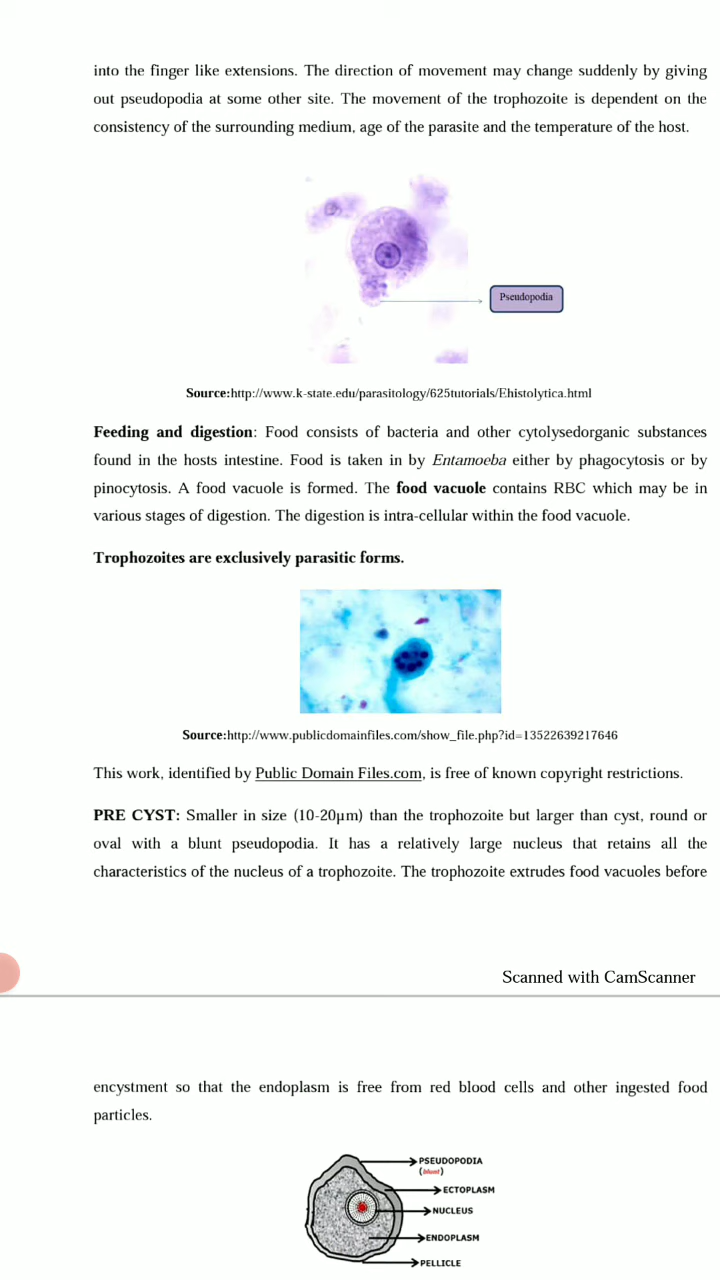 into the finger like extensions. The direction of movement may change suddenly by giving
out pseudopodia at some other site. The movement of the trophozoite is dependent on the
consistency of the surrounding medium, age of the parasite and the temperature of the host.
Pseudopodia
Source:http://www.k-state.edu/parasitology/625tutorials/Ehistolytica.html
Feeding and digestion: Food consists of bacteria and other cytolysedorganic substances
found in the hosts intestine. Food is taken in by Entamoeba either by phagocytosis or by
pinocytosis. A food vacuole is formed. The food vacuole contains RBC which may be in
various stages of digestion. The digestion is intra-cellular within the food vacuole.
Trophozoites are exclusively parasitic forms.
Source:http://www.publicdomainfiles.com/show_file.php?id=13522639217646
This work, identified by Public Domain Files.com, is free of known copyright restrictions.
PRE CYST: Smaller in size (10-20µm) than the trophozoite but larger than cyst, round or
oval with a blunt pseudopodia. It has a relatively large nucleus that retains all the
characteristics of the nucleus of a trophozoite. The trophozoite extrudes food vacuoles before
Scanned with CamScanner
encystment so that the endoplasm is free from red blood cells and other ingested food
particles.
PSEUDOPODIA
(blunt)
ECTOPLASM
NUCLEUS
ENDOPLASM
PELLICLE